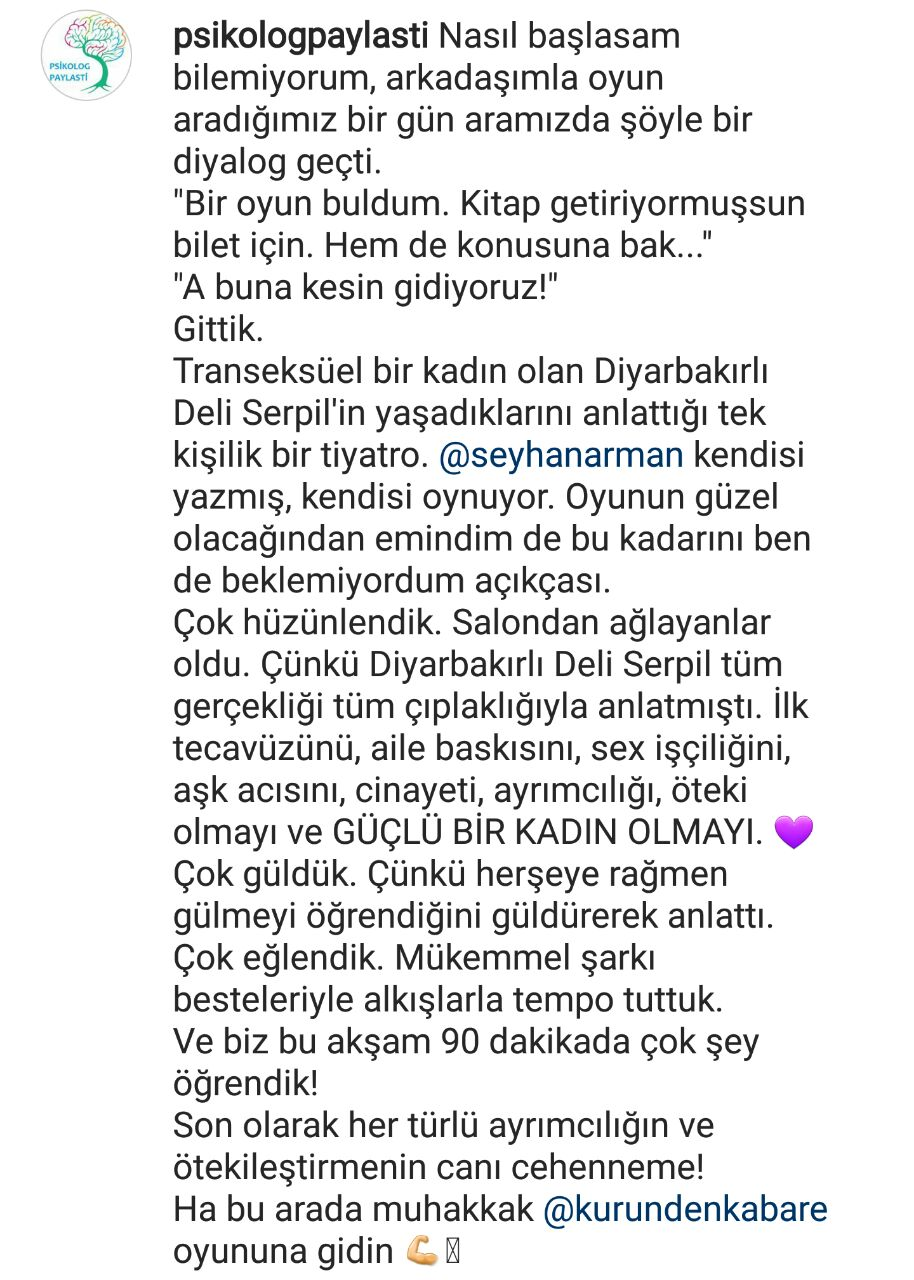 PSİKOLOG
PAYLASTİ
psikologpaylasti Nasıl başlasam
bilemiyorum, arkadaşımla oyun
aradığımız bir gün aramızda şöyle bir
diyalog geçti.
"Bir oyun buldum. Kitap getiriyormuşsun
bilet için. Hem de konusuna bak..."
"A buna kesin gidiyoruz!"
Gittik.
Transeksüel bir kadın olan Diyarbakırlı
Deli Serpil'in yaşadıklarını anlattığı tek
kişilik bir tiyatro. @seyhanarman kendisi
yazmış, kendisi oynuyor. Oyunun güzel
olacağından emindim de bu kadarını ben
de beklemiyordum açıkçası.
Çok hüzünlendik. Salondan ağlayanlar
oldu. Çünkü Diyarbakırlı Deli Serpil tüm
gerçekliği tüm çıplaklığıyla anlatmıştı. İlk
tecavüzünü, aile baskısını, sex işçiliğini,
aşk acısını, cinayeti, ayrımcılığı, öteki
olmayı ve GÜÇLÜ BİR KADIN OLMAYI. 💜
Çok güldük. Çünkü herşeye rağmen
gülmeyi öğrendiğini güldürerek anlattı.
Çok eğlendik. Mükemmel şarkı
besteleriyle alkışlarla tempo tuttuk.
Ve biz bu akşam 90 dakikada çok şey
öğrendik!
Son olarak her türlü ayrımcılığın ve
ötekileştirmenin canı cehenneme!
Ha bu arada muhakkak @kurundenkabare
oyununa gidin 💪🏼